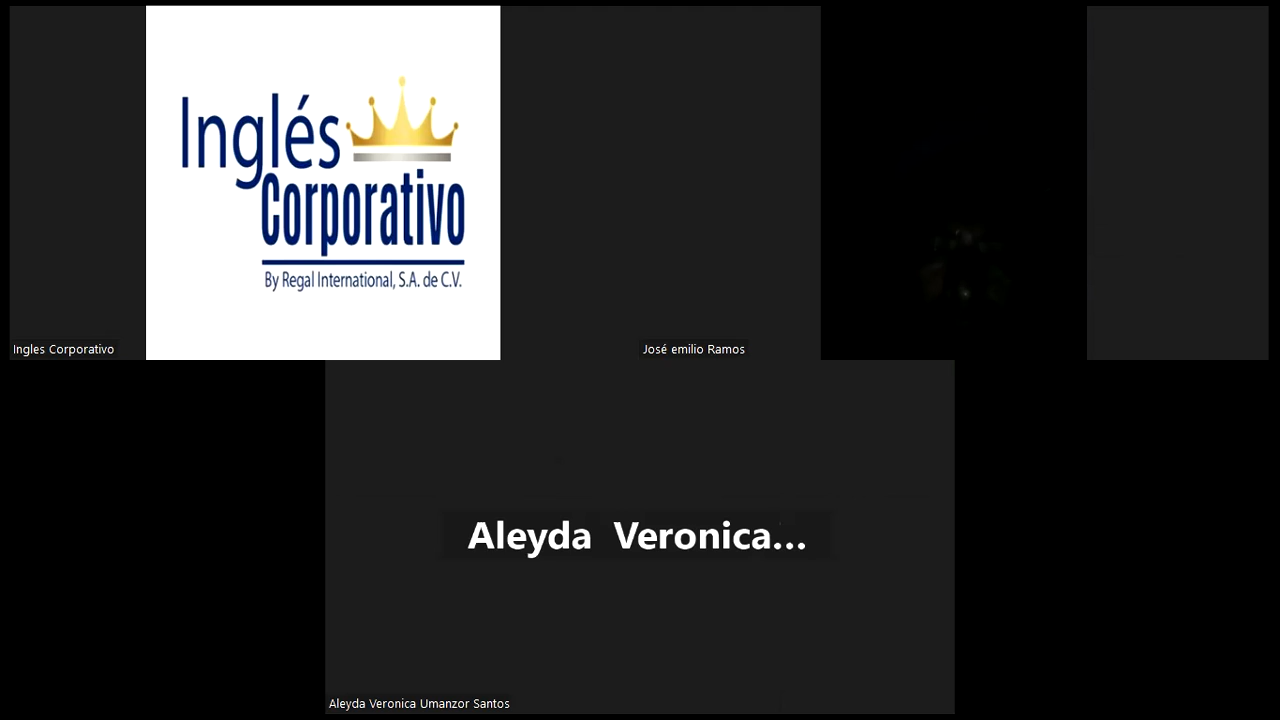 Inglés
Corporativo
By Regal International, S.A. de C.V.
Ingles Corporativo
José emilio Ramos
Aleyda Veronica...
Aleyda Veronica Umanzor Santos